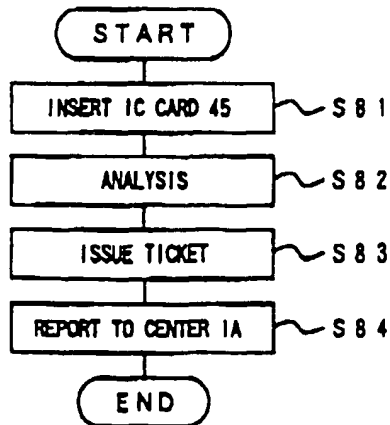 START
INSERT IC CARD 45 S81
ANALYSIS S82
ISSUE TICKET S83
REPORT TO CENTER 1A S84
END